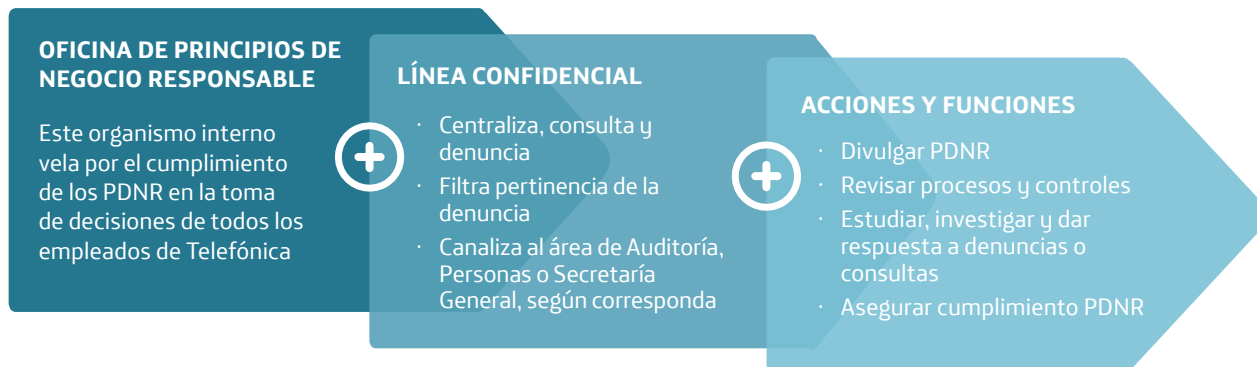 OFICINA DE PRINCIPIOS DE
NEGOCIO RESPONSABLE
Este organismo interno
vela por el cumplimiento
de los PDNR en la toma
de decisiones de todos los
empleados de Telefónica
LÍNEA CONFIDENCIAL
· Centraliza, consulta y
denuncia
· Filtra pertinencia de la
denuncia
· Canaliza al área de Auditoría,
Personas o Secretaría
General, según corresponda
ACCIONES Y FUNCIONES
· Divulgar PDNR
· Revisar procesos y controles
· Estudiar, investigar y dar
respuesta a denuncias o
consultas
· Asegurar cumplimiento PDNR